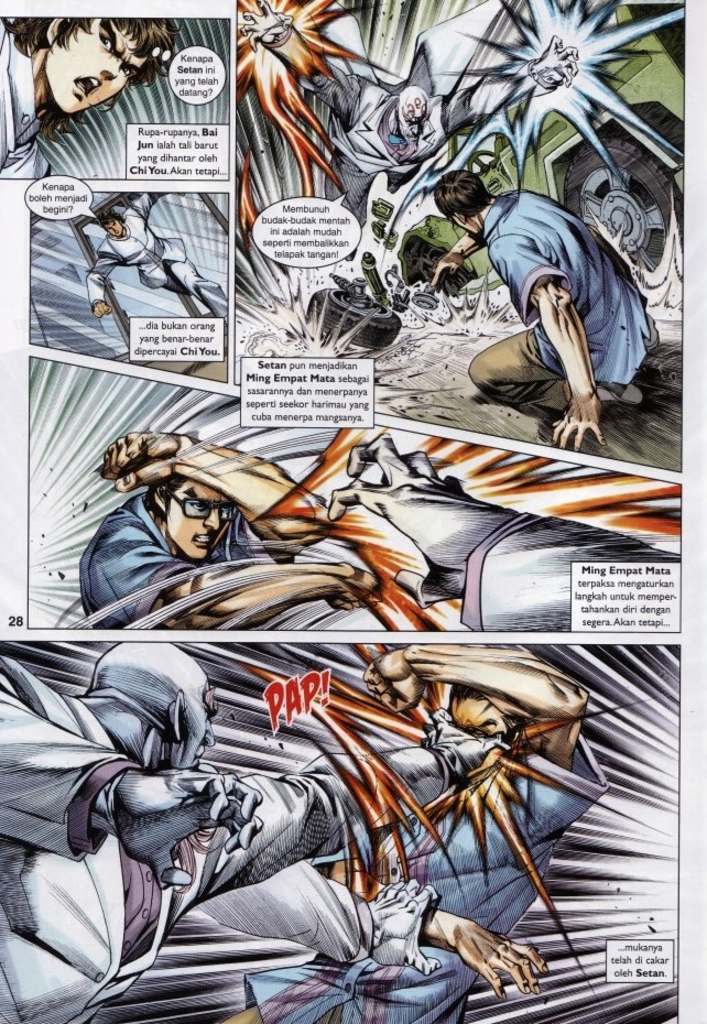 Kenapa
Setan ini
yang telah
datang?
Rupa-rupanya, Bai
Jun ialah tali barut
yang dihantar oleh
Chi You. Akan tetapi...
Kenapa
boleh menjadi
begini?
...dia bukan orang
yang benar-benar
dipercayai Chi You.
Membunuh
budak-budak mentah
ini adalah mudah
seperti membalikkan
telapak tangan!
Setan pun menjadikan
Ming Empat Mata sebagai
sasarannya dan menerpanya
seperti seekor harimau yang
cuba menerpa mangsanya.
Ming Empat Mata
terpaksa mengaturkan
langkah untuk memper-
tahankan diri dengan
segera. Akan tetapi...
28
PAP!
...mukanya
telah di cakar
oleh Setan.